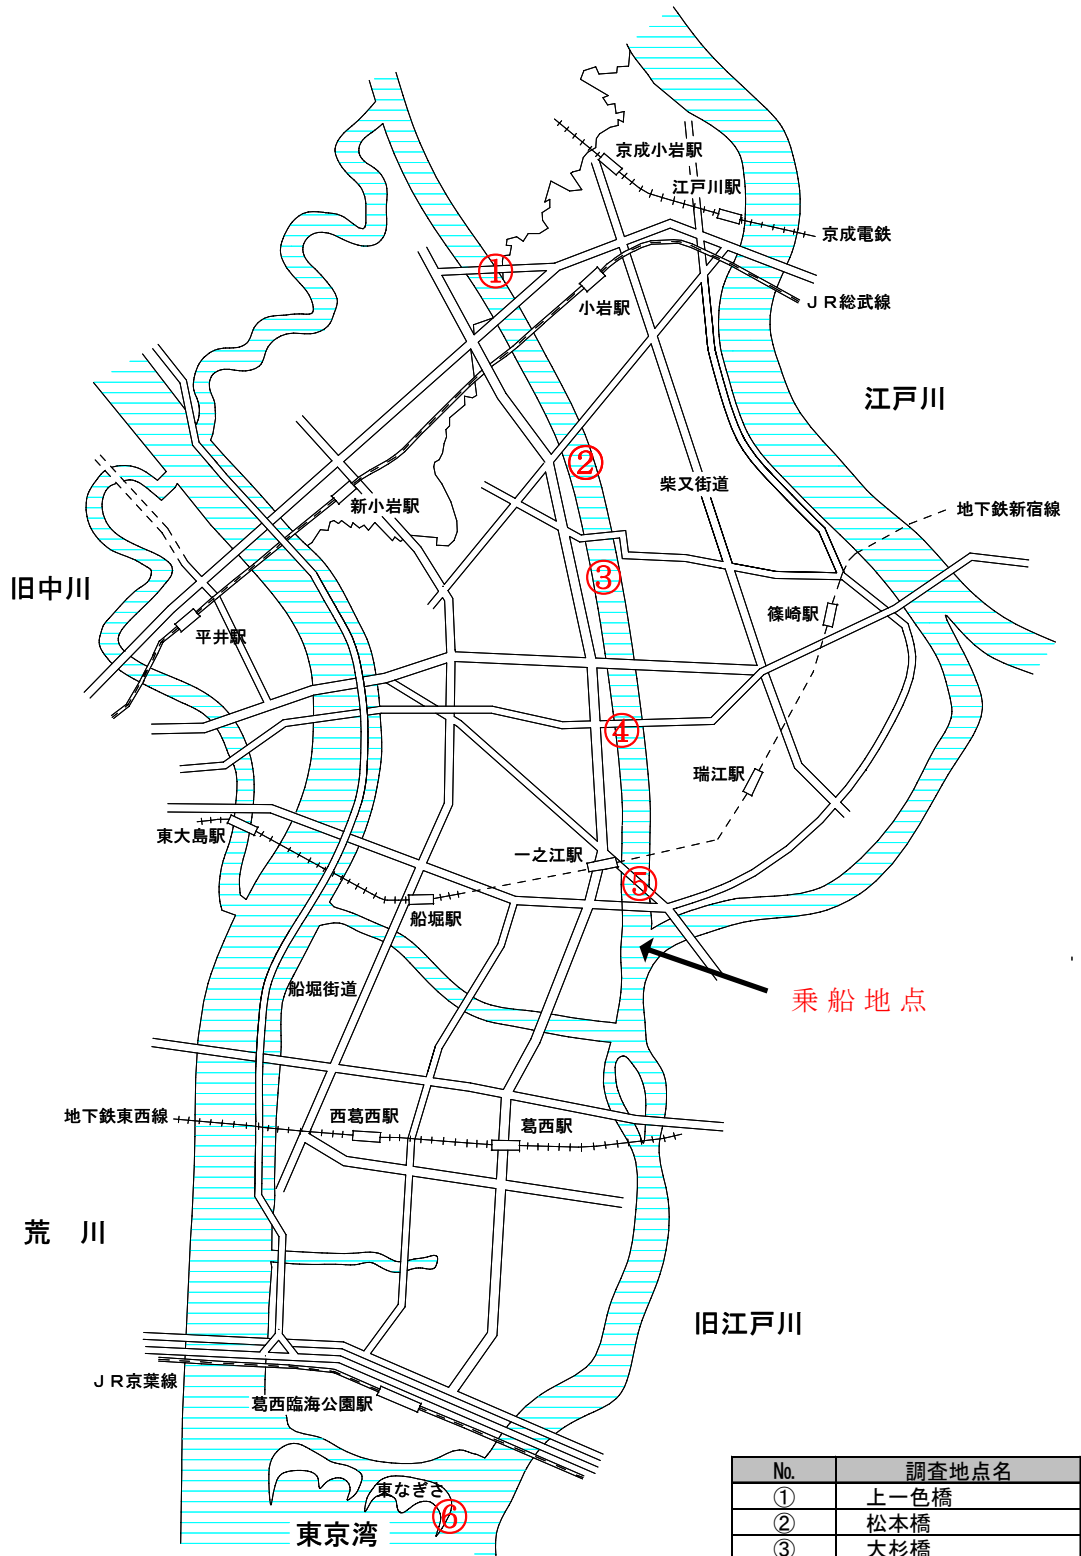 京成小岩駅
江戸川駅
京成電鉄
①
小岩駅
ＪＲ総武線
江戸川
②
柴又街道
新小岩駅
地下鉄新宿線
旧中川
③
篠崎駅
平井駅
④
瑞江駅
東大島駅
一之江駅
⑤
船堀駅
船堀街道
乗船地点
地下鉄東西線
西葛西駅
葛西駅
荒　川
旧江戸川
ＪＲ京葉線
葛西臨海公園駅
東なぎさ
⑥
東京湾
№ 調査地点名
① 上一色橋
② 松本橋
③ 大杉橋